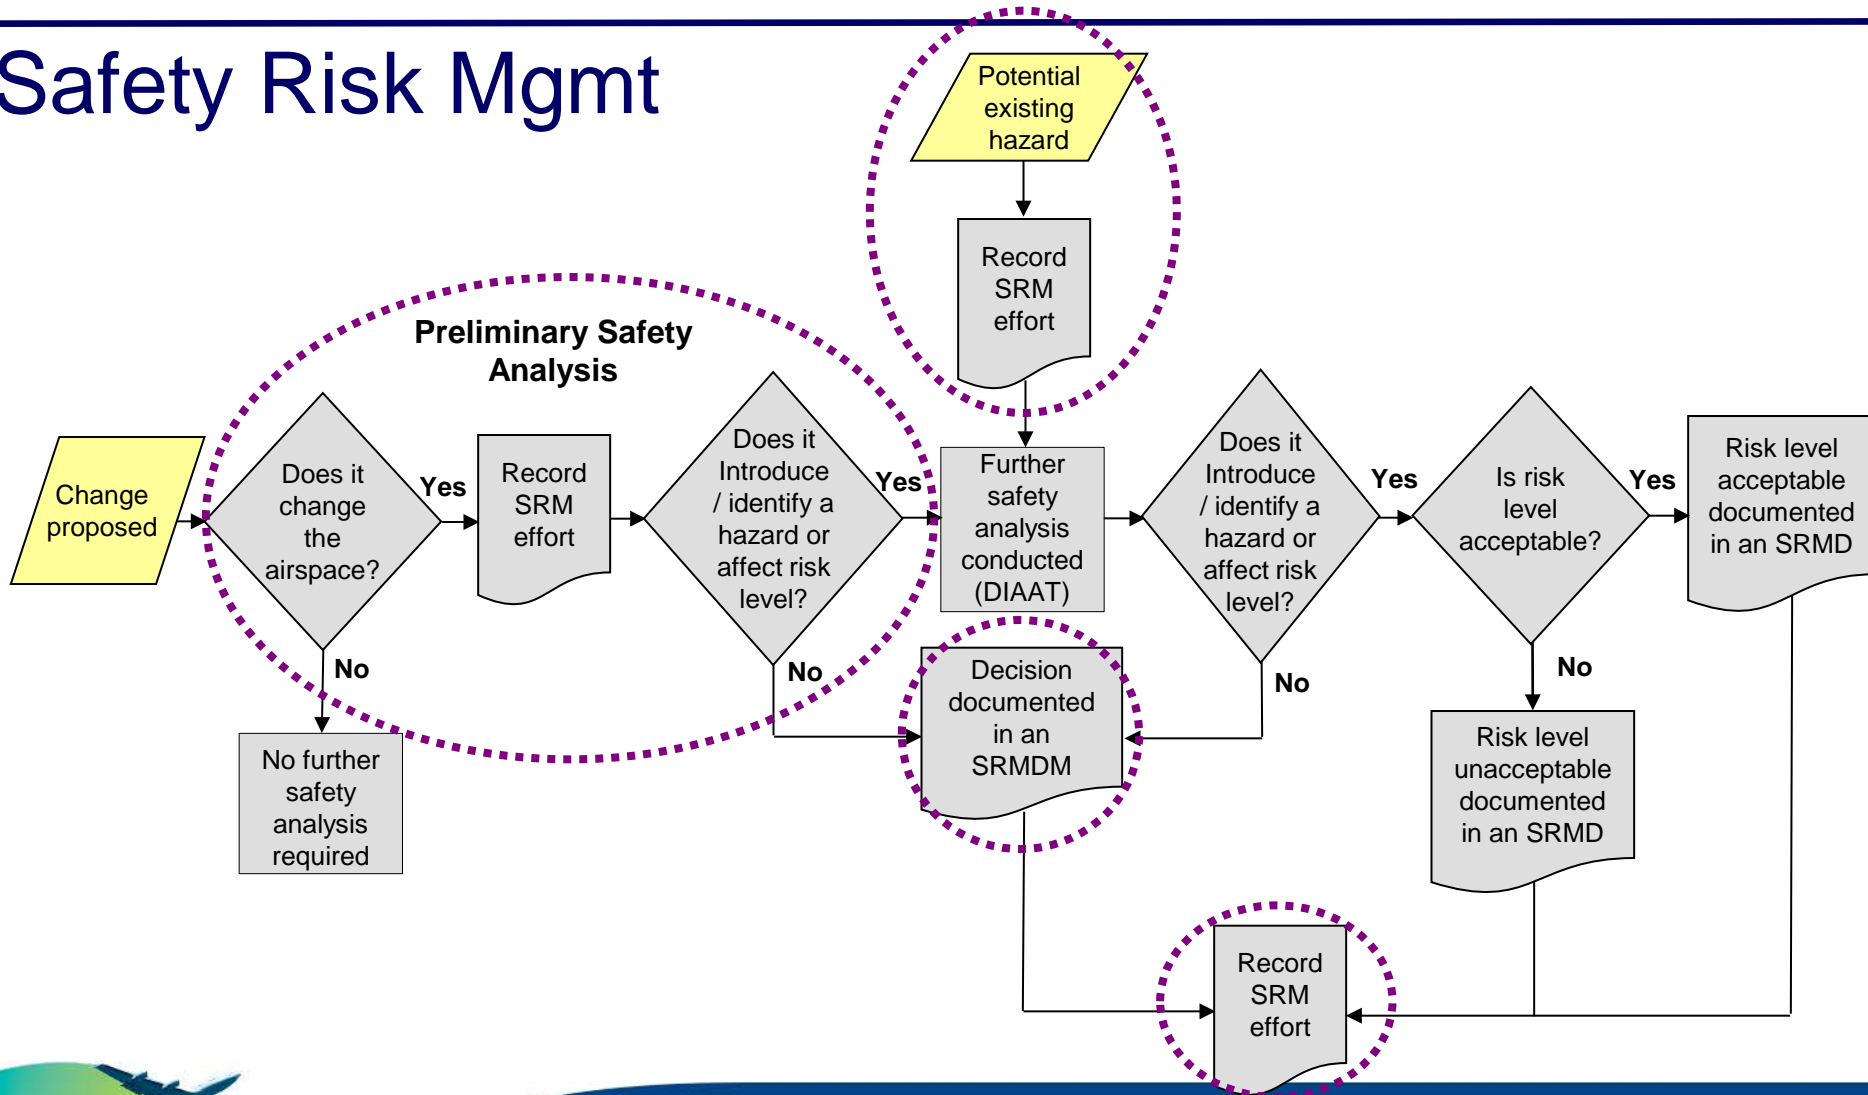 Safety Risk Mgmt
Potential
existing
hazard
Record
SRM
effort
Preliminary Safety
Analysis
Change
proposed
Does it
change
the
airspace?
Yes
No
No further
safety
analysis
required
Record
SRM
effort
Does it
Introduce
/ identify a
hazard or
affect risk
level?
Yes
No
Further
safety
analysis
conducted
(DIAAT)
Decision
documented
in an
SRMDM
Does it
Introduce
/ identify a
hazard or
affect risk
level?
Yes
No
Is risk
level
acceptable?
Yes
No
Risk level
acceptable
documented
in an SRMD
Risk level
unacceptable
documented
in an SRMD
Record
SRM
effort